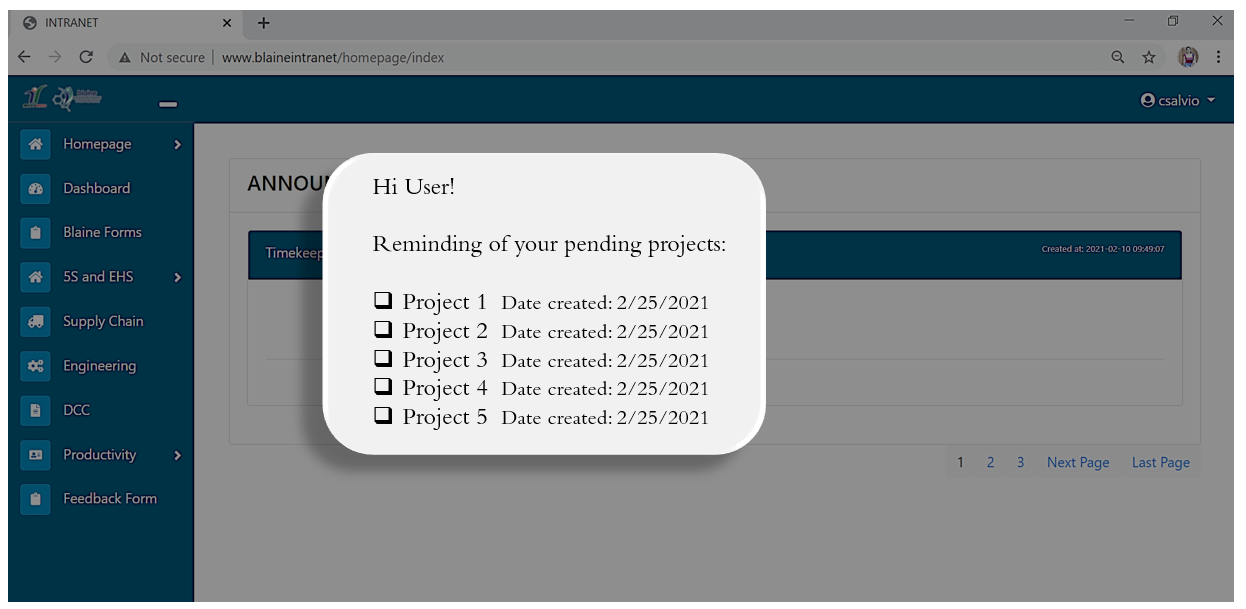 INTRANET
Not secure | www.blaineintranet/homepage/index
csalvio
Homepage
Dashboard
Blaine Forms
5S and EHS
Supply Chain
Engineering
DCC
Productivity
Feedback Form
ANNOU
Timekeep
Created at: 2021-02-10 09:49:07
Hi User!
Reminding of your pending projects:
Project 1 Date created: 2/25/2021
Project 2 Date created: 2/25/2021
Project 3 Date created: 2/25/2021
Project 4 Date created: 2/25/2021
Project 5 Date created: 2/25/2021
1 2 3 Next Page Last Page